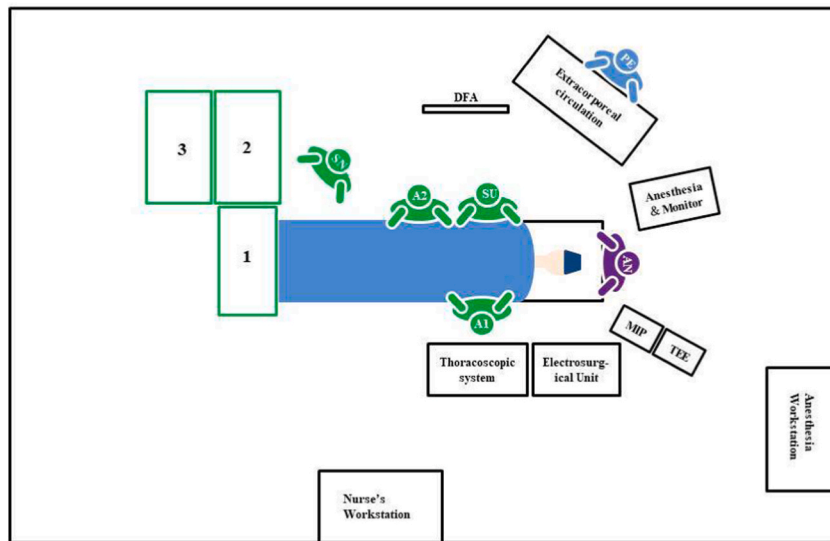 PE
Extracorporeal
circulation
DFA
3
2
A2
SU
Anesthesia
& Monitor
1
AN
A1
MIP
TEE
Thoracoscopic
system
Electrosurg-
ical Unit
Anesthesia
Workstation
Nurse's
Workstation